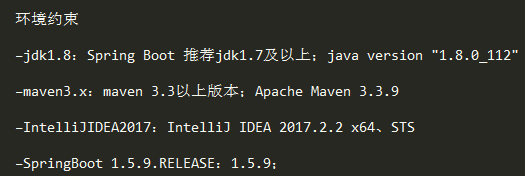 环境约束
–jdk1.8：Spring Boot 推荐jdk1.7及以上；java version "1.8.0_112"
–maven3.x：maven 3.3以上版本；Apache Maven 3.3.9
–IntelliJIDEA2017：IntelliJ IDEA 2017.2.2 x64、STS
–SpringBoot 1.5.9.RELEASE：1.5.9；